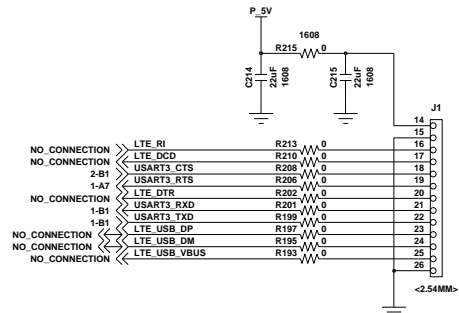 P_5V
1608
R215 0
C214
22uF
1608
C215
22uF
1608
J1
14
15
NO_CONNECTION LTE_RI R213 0 16
NO_CONNECTION LTE_DCD R210 0 17
2-B1 USART3_CTS R208 0 18
1-A7 USART3_RTS R206 0 19
NO_CONNECTION LTE_DTR R202 0 20
1-B1 USART3_RXD R201 0 21
1-B1 USART3_TXD R199 0 22
NO_CONNECTION LTE_USB_DP R197 0 23
NO_CONNECTION LTE_USB_DM R195 0 24
NO_CONNECTION LTE_USB_VBUS R193 0 25
26
<2.54MM>